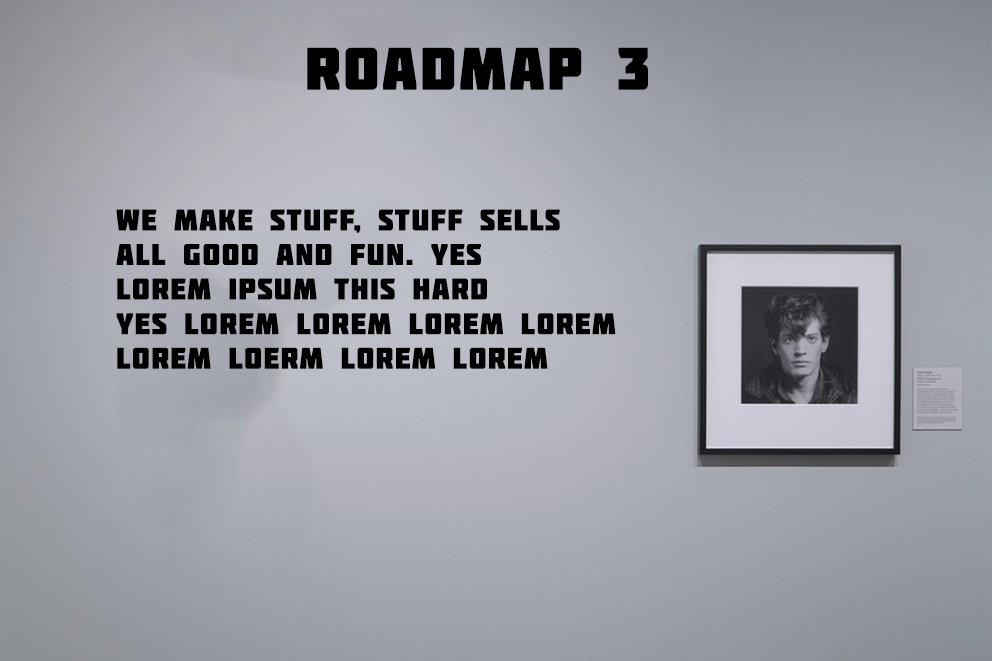 ROADMAP 3
WE MAKE STUFF, STUFF SELLS
ALL GOOD AND FUN. YES
LOREM IPSUM THIS HARD
YES LOREM LOREM LOREM LOREM
LOREM LOERM LOREM LOREM